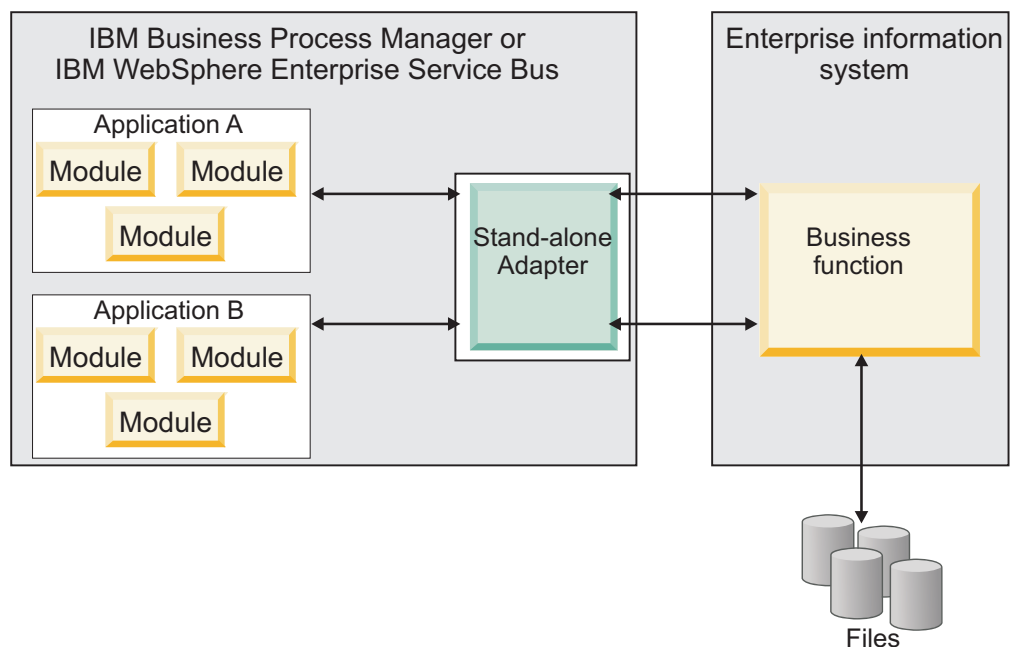 IBM Business Process Manager or
IBM WebSphere Enterprise Service Bus
Application A
Module
Module
Module
Application B
Module
Module
Module
Stand-alone
Adapter
Enterprise information
system
Business
function
Files